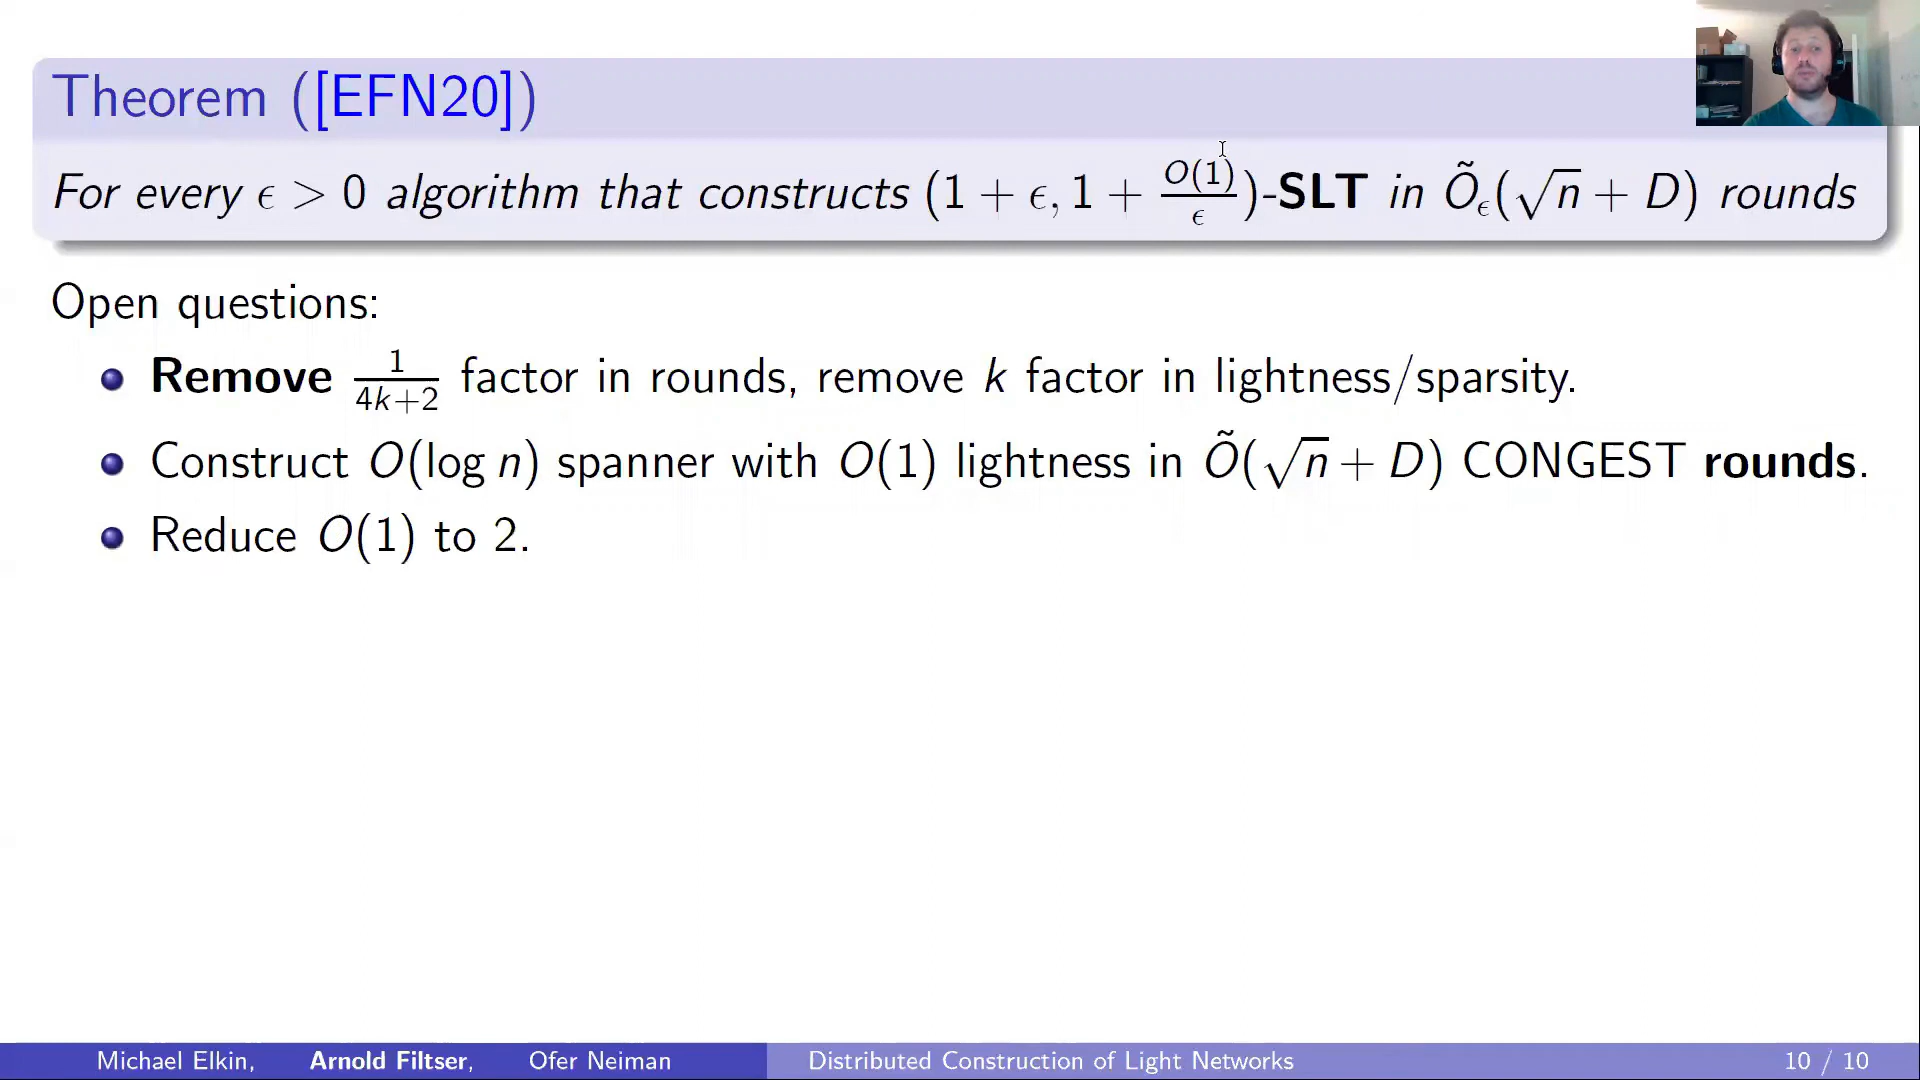 Theorem ([EFN20])
For every ϵ > 0 algorithm that constructs (1 + ϵ, 1 + O(1)/ϵ)-SLT in Õ_ϵ(√n + D) rounds
Open questions:
Remove 1/(4k+2) factor in rounds, remove k factor in lightness/sparsity.
Construct O(log n) spanner with O(1) lightness in Õ(√n + D) CONGEST rounds.
Reduce O(1) to 2.
Michael Elkin, Arnold Filtser, Ofer Neiman Distributed Construction of Light Networks 10 / 10